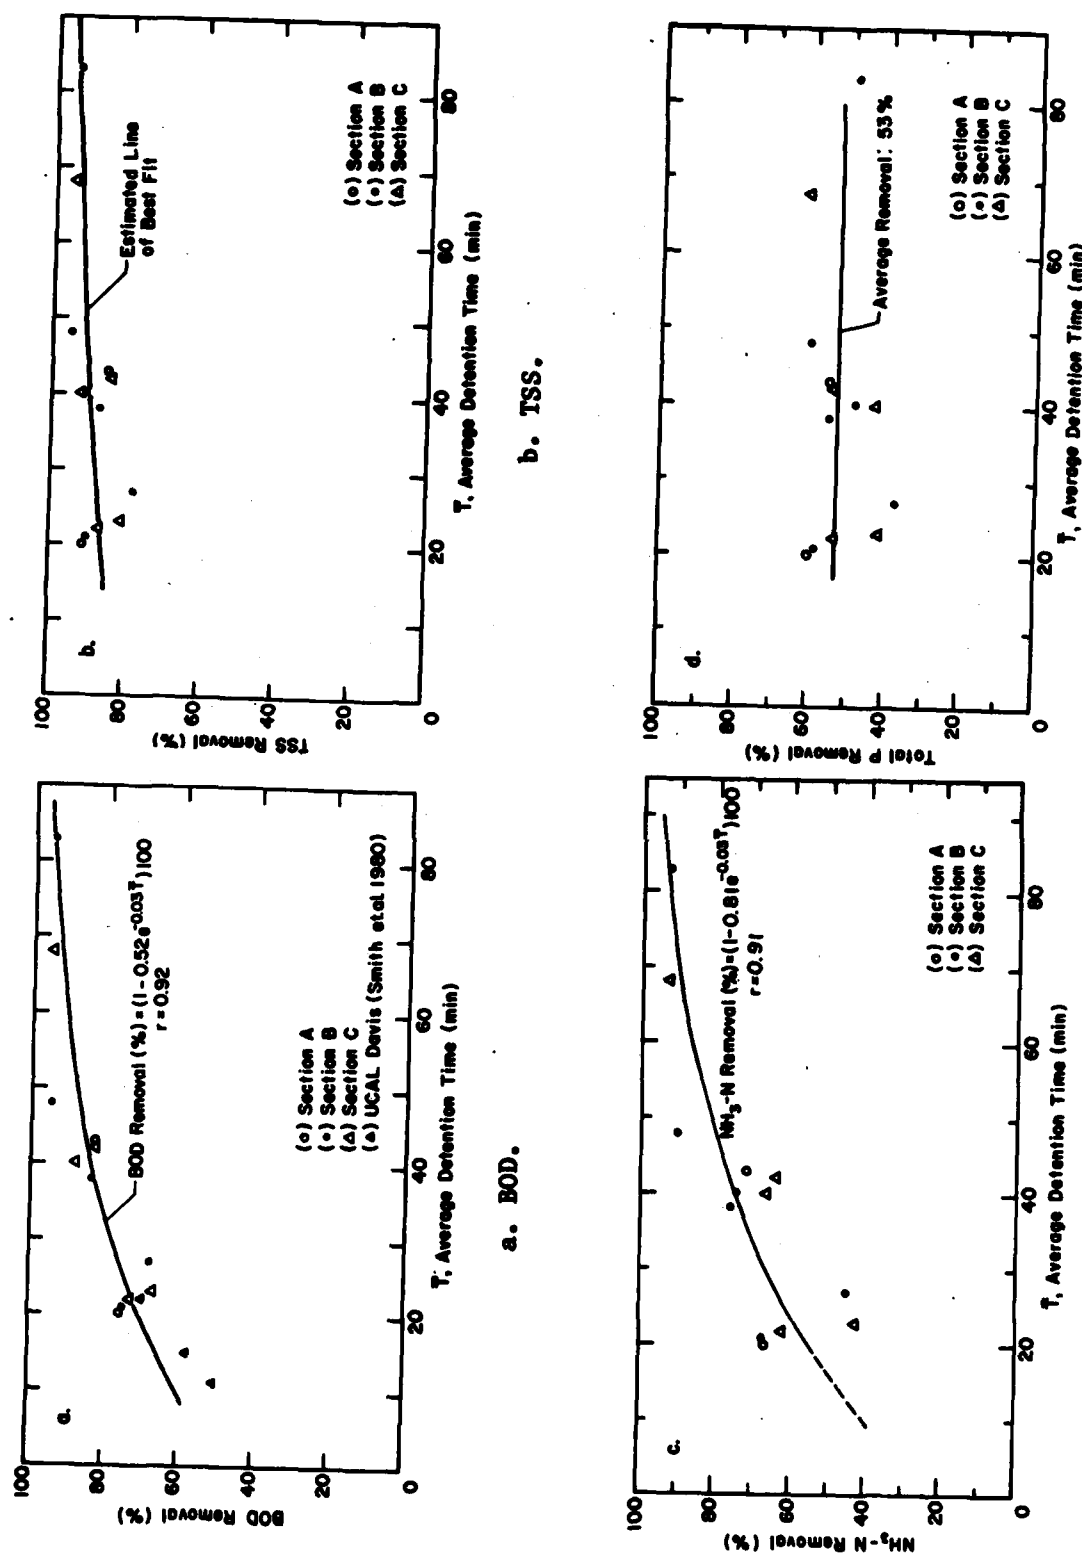 a.
100
80
60
40
20
0
BOD Removal (%)
BOD Removal (%)=(1-0.52e^-0.03T̄)100
r=0.92
(o) Section A
(•) Section B
(△) Section C
(▵) UCAL Davis (Smith et al 1980)
20
40
60
80
T̄, Average Detention Time (min)
a. BOD.
b.
100
80
60
40
20
0
TSS Removal (%)
Estimated Line
of Best Fit
(o) Section A
(•) Section B
(△) Section C
20
40
60
80
T̄, Average Detention Time (min)
b. TSS.
c.
100
80
60
40
20
0
NH₃-N Removal (%)
NH₃-N Removal (%)=(1-0.81e^-0.03T̄)100
r=0.91
(o) Section A
(•) Section B
(△) Section C
20
40
60
80
T̄, Average Detention Time (min)
d.
100
80
60
40
20
0
Total P Removal (%)
Average Removal: 53%
(o) Section A
(•) Section B
(△) Section C
20
40
60
80
T̄, Average Detention Time (min)